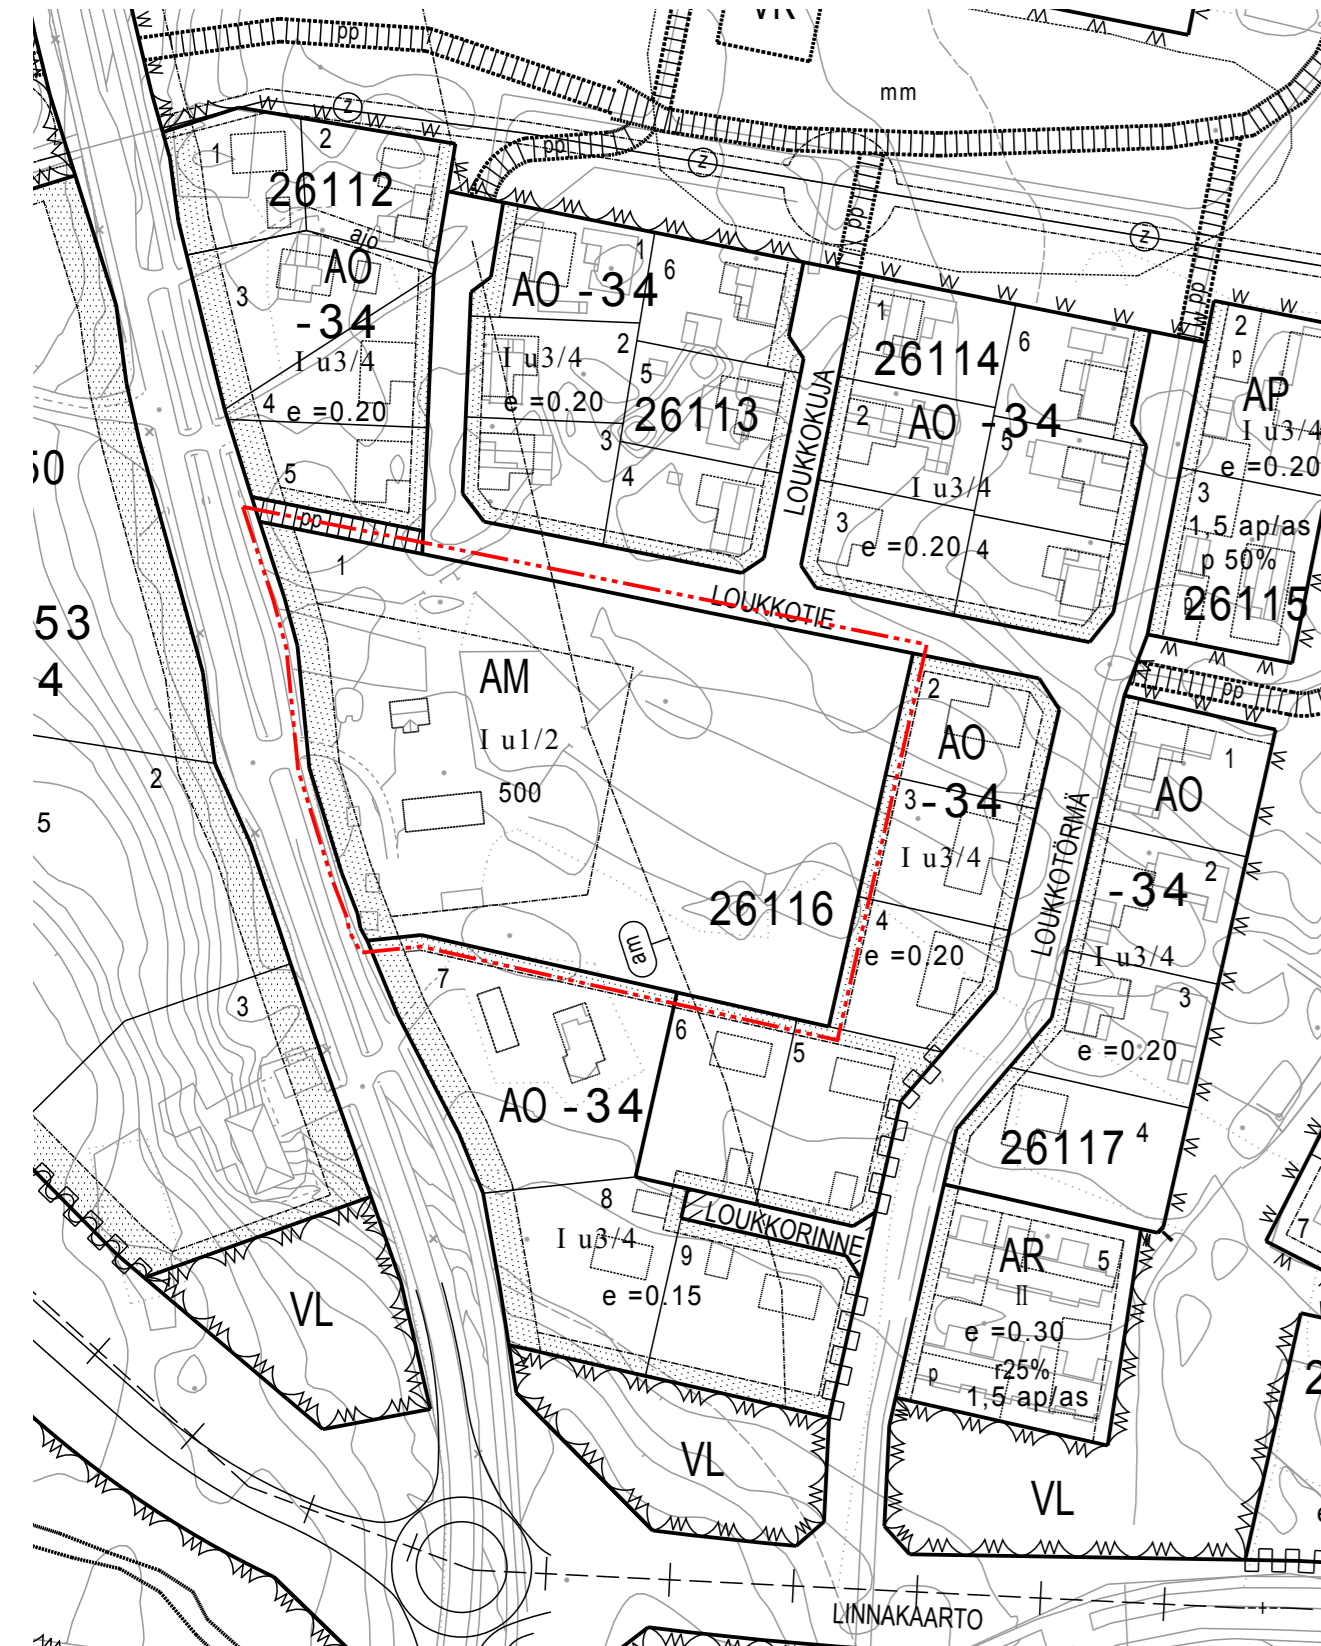 VR
pp
mm
z
z
z
pp
pp
pp
1
2
26112
ajo
AO
-34
3
I u3/4
4
e =0.20
5
pp
1
AO -34
1
6
I u3/4
2
e =0.20
5
26113
3
4
LOUKKOKUJA
1
26114
6
2
AO -34
5
I u3/4
3
e =0.20
4
2
p
AP
I u3/4
e =0.20
3
1,5 ap/as
p 50%
26115
p
pp
53
4
2
5
3
LOUKKOTIE
AM
I u1/2
500
26116
am
2
AO
3
-34
I u3/4
4
e =0.20
LOUKKOTÖRMÄ
1
AO
2
-34
I u3/4
3
e =0.20
26117
4
7
6
5
AO -34
8
I u3/4
9
e =0.15
LOUKKORINNE
AR
5
II
e =0.30
r25%
p
1,5 ap/as
7
VL
VL
VL
LINNAKAARTO